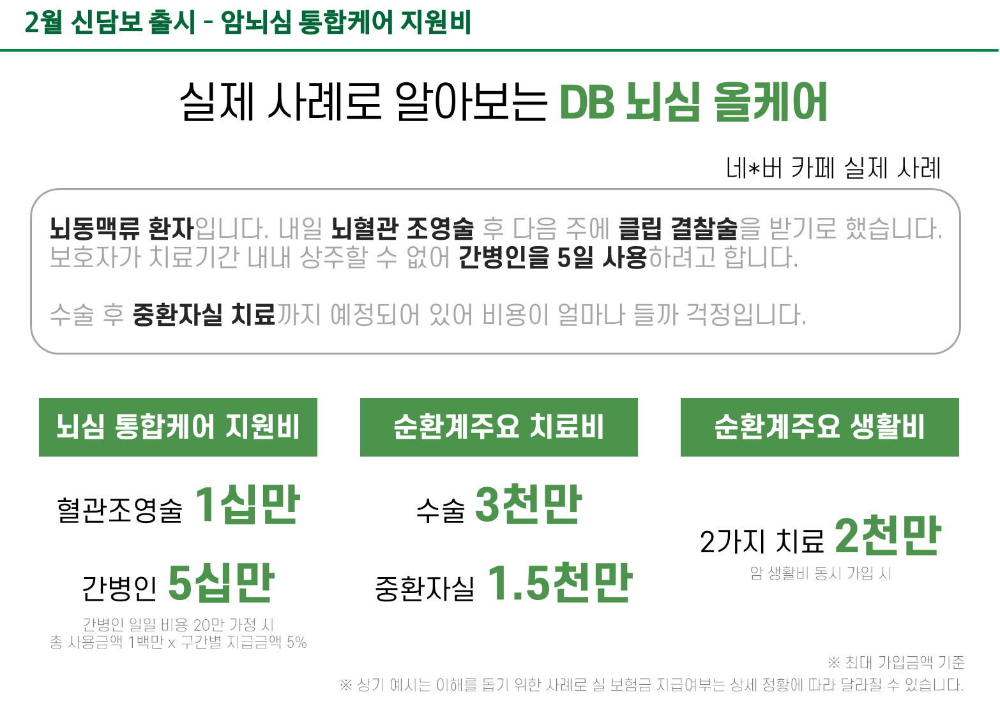 2월 신담보 출시 - 암뇌심 통합케어 지원비
실제 사례로 알아보는 DB 뇌심 올케어
네*버 카페 실제 사례
뇌동맥류 환자입니다. 내일 뇌혈관 조영술 후 다음 주에 클립 결찰술을 받기로 했습니다.
보호자가 치료기간 내내 상주할 수 없어 간병인을 5일 사용하려고 합니다.
수술 후 중환자실 치료까지 예정되어 있어 비용이 얼마나 들까 걱정입니다.
뇌심 통합케어 지원비
혈관조영술 1십만
간병인 5십만
간병인 일일 비용 20만 가정 시
총 사용금액 1백만 x 구간별 지급금액 5%
순환계주요 치료비
수술 3천만
중환자실 1.5천만
순환계주요 생활비
2가지 치료 2천만
암 생활비 동시 가입 시
※ 최대 가입금액 기준
※ 상기 예시는 이해를 돕기 위한 사례로 실 보험금 지급여부는 상세 정황에 따라 달라질 수 있습니다.